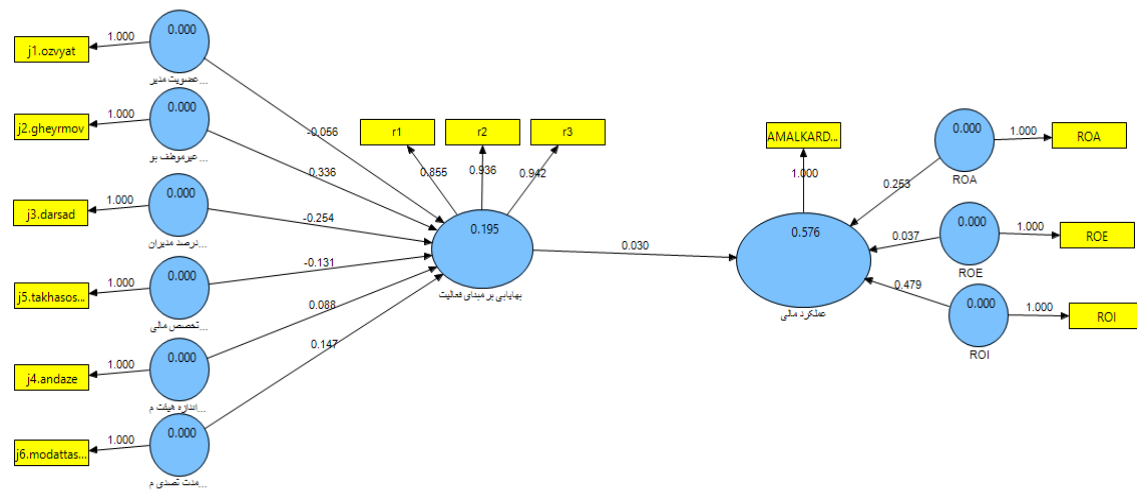 0.000
1.000
j1.ozvyat
عضویت مدیر...
-0.056
0.000
1.000
j2.gheyrmov
غیرموظف بو...
0.336
0.000
1.000
j3.darsad
درصد مدیران...
-0.254
0.000
1.000
j5.takhasos...
تخصص مالی...
-0.131
0.000
1.000
j4.andaze
اندازه هیئت م...
0.088
0.000
1.000
j6.modattas...
مدت تصدی م...
0.147
r1
r2
r3
0.855
0.936
0.942
0.195
بهایابی بر مبنای فعالیت
0.030
AMALKARD...
1.000
0.576
عملکرد مالی
0.253
0.037
0.479
0.000
1.000
ROA
ROA
0.000
1.000
ROE
ROE
0.000
1.000
ROI
ROI